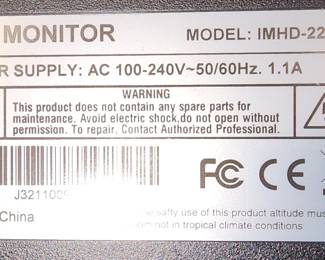 MONITOR MODEL: IMHD-22
R SUPPLY: AC 100-240V~50/60Hz. 1.1A
WARNING
This product does not contain any spare parts for
maintenance. Avoid electric shock,do not open without
permission. To Repair, Contact Authorized Professional.
J321100
FC CE
China
safty use of this product altitude mus
not in tropical climate conditions